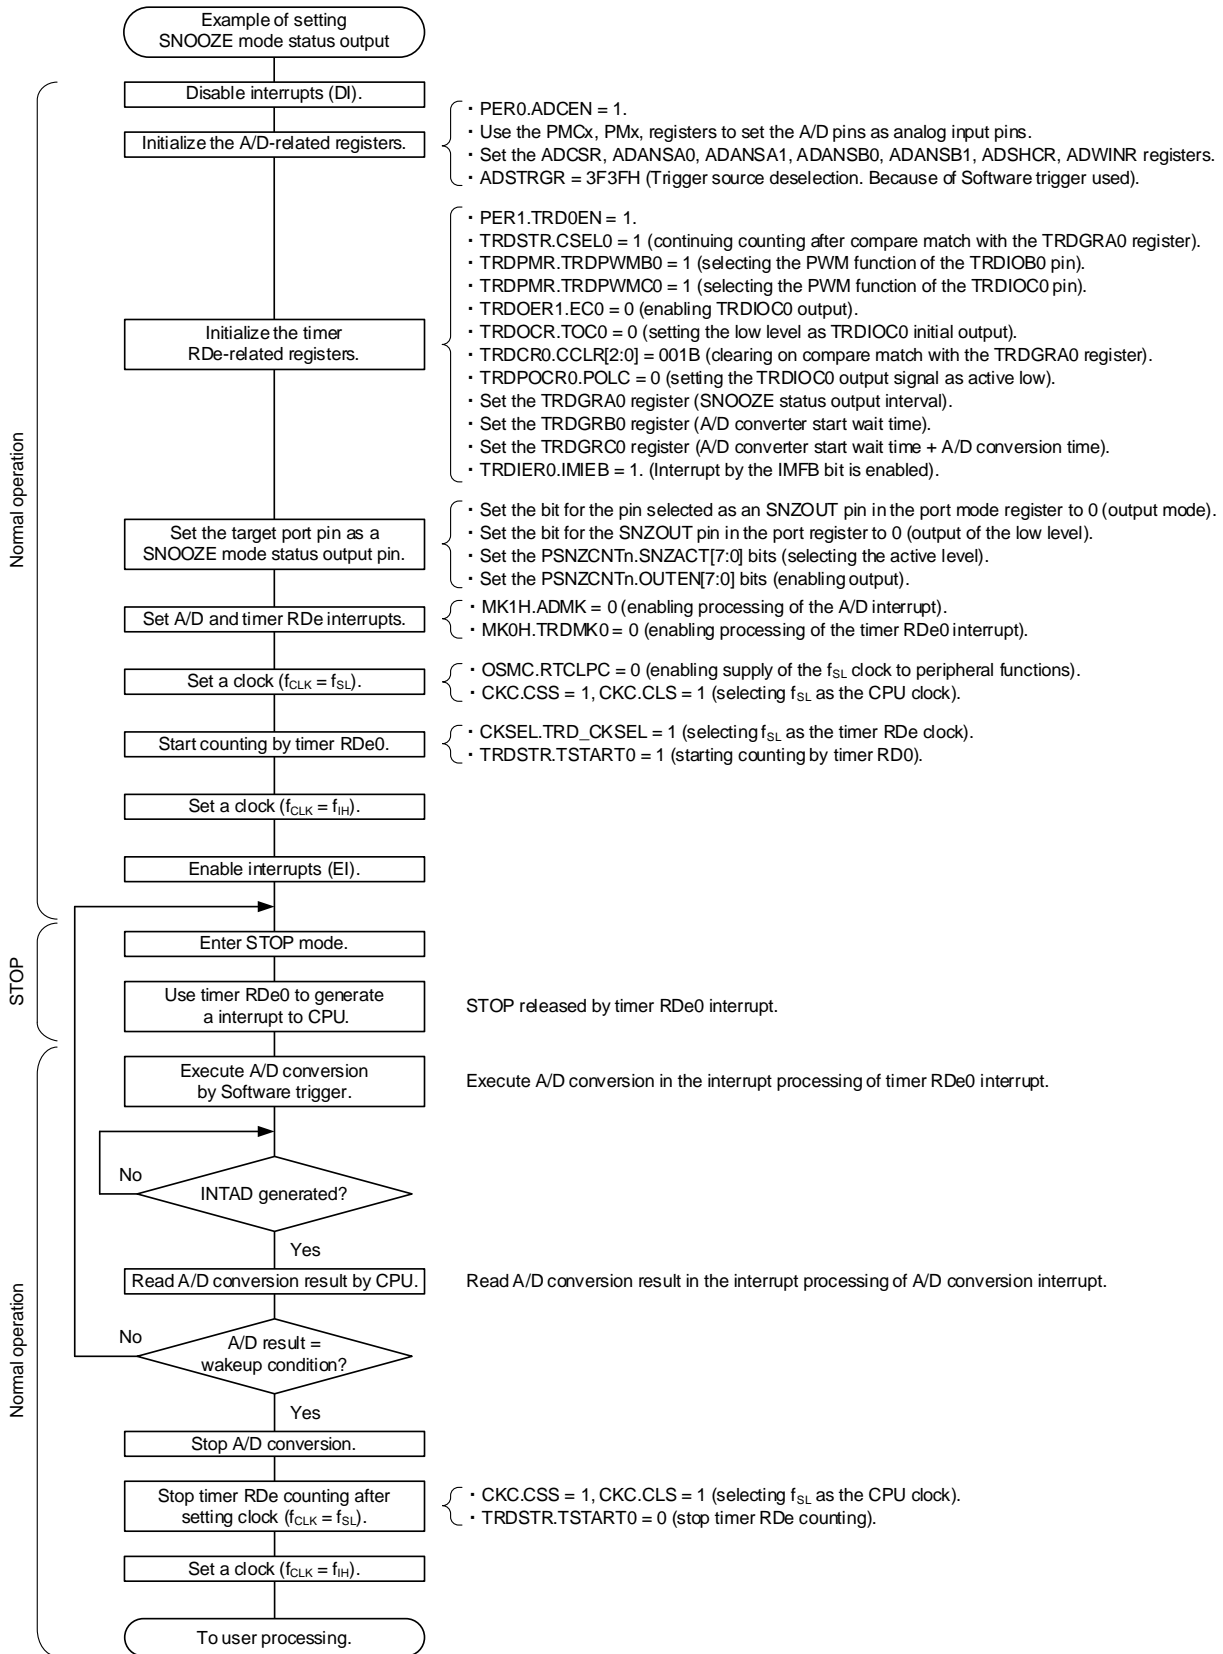 Example of setting
SNOOZE mode status output
Disable interrupts (DI).
Initialize the A/D-related registers.
・PER0.ADCEN = 1.
・Use the PMCx, PMx, registers to set the A/D pins as analog input pins.
・Set the ADCSR, ADANSA0, ADANSA1, ADANSB0, ADANSB1, ADSHCR, ADWINR registers.
・ADSTRGR = 3F3FH (Trigger source deselection. Because of Software trigger used).
Initialize the timer
RDe-related registers.
・PER1.TRD0EN = 1.
・TRDSTR.CSEL0 = 1 (continuing counting after compare match with the TRDGRA0 register).
・TRDPMR.TRDPWMB0 = 1 (selecting the PWM function of the TRDIOB0 pin).
・TRDPMR.TRDPWMC0 = 1 (selecting the PWM function of the TRDIOC0 pin).
・TRDOER1.EC0 = 0 (enabling TRDIOC0 output).
・TRDOCR.TOC0 = 0 (setting the low level as TRDIOC0 initial output).
・TRDCR0.CCLR[2:0] = 001B (clearing on compare match with the TRDGRA0 register).
・TRDPOCR0.POLC = 0 (setting the TRDIOC0 output signal as active low).
・Set the TRDGRA0 register (SNOOZE status output interval).
・Set the TRDGRB0 register (A/D converter start wait time).
・Set the TRDGRC0 register (A/D converter start wait time + A/D conversion time).
・TRDIER0.IMIEB = 1. (Interrupt by the IMFB bit is enabled).
Normal operation
Set the target port pin as a
SNOOZE mode status output pin.
・Set the bit for the pin selected as an SNZOUT pin in the port mode register to 0 (output mode).
・Set the bit for the SNZOUT pin in the port register to 0 (output of the low level).
・Set the PSNZCNTn.SNZACT[7:0] bits (selecting the active level).
・Set the PSNZCNTn.OUTEN[7:0] bits (enabling output).
Set A/D and timer RDe interrupts.
・MK1H.ADMK = 0 (enabling processing of the A/D interrupt).
・MK0H.TRDMK0 = 0 (enabling processing of the timer RDe0 interrupt).
Set a clock (fCLK = fSL).
・OSMC.RTCLPC = 0 (enabling supply of the fSL clock to peripheral functions).
・CKC.CSS = 1, CKC.CLS = 1 (selecting fSL as the CPU clock).
Start counting by timer RDe0.
・CKSEL.TRD_CKSEL = 1 (selecting fSL as the timer RDe clock).
・TRDSTR.TSTART0 = 1 (starting counting by timer RD0).
Set a clock (fCLK = fIH).
Enable interrupts (EI).
STOP
Enter STOP mode.
Use timer RDe0 to generate
a interrupt to CPU.
STOP released by timer RDe0 interrupt.
Execute A/D conversion
by Software trigger.
Execute A/D conversion in the interrupt processing of timer RDe0 interrupt.
No
INTAD generated?
Yes
Read A/D conversion result by CPU.
Read A/D conversion result in the interrupt processing of A/D conversion interrupt.
No
A/D result =
wakeup condition?
Normal operation
Yes
Stop A/D conversion.
Stop timer RDe counting after
setting clock (fCLK = fSL).
・CKC.CSS = 1, CKC.CLS = 1 (selecting fSL as the CPU clock).
・TRDSTR.TSTART0 = 0 (stop timer RDe counting).
Set a clock (fCLK = fIH).
To user processing.